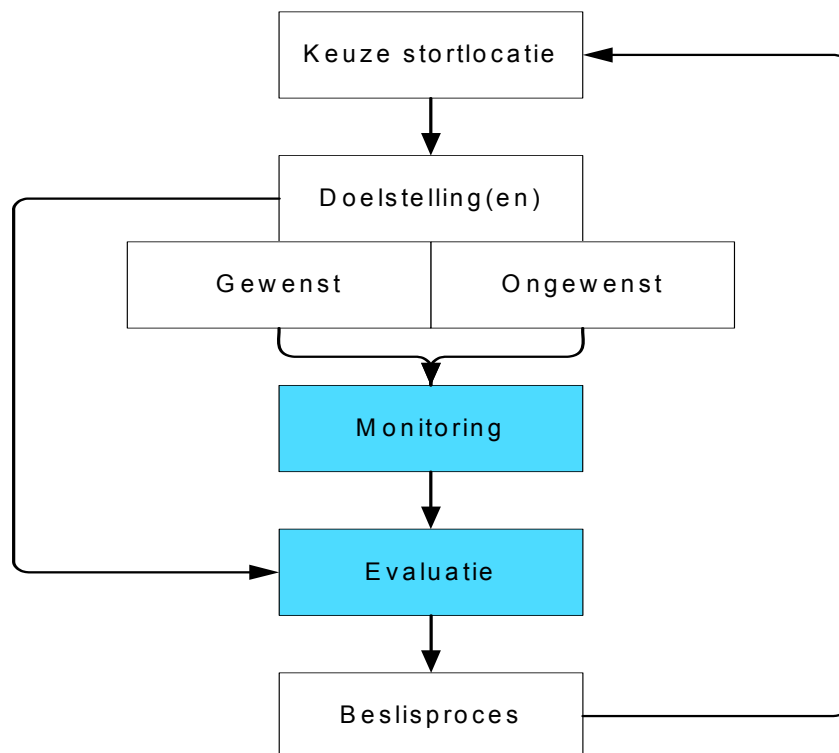 Keuze stortlocatie
Doelstelling(en)
Gewenst
Ongewenst
Monitoring
Evaluatie
Beslisproces